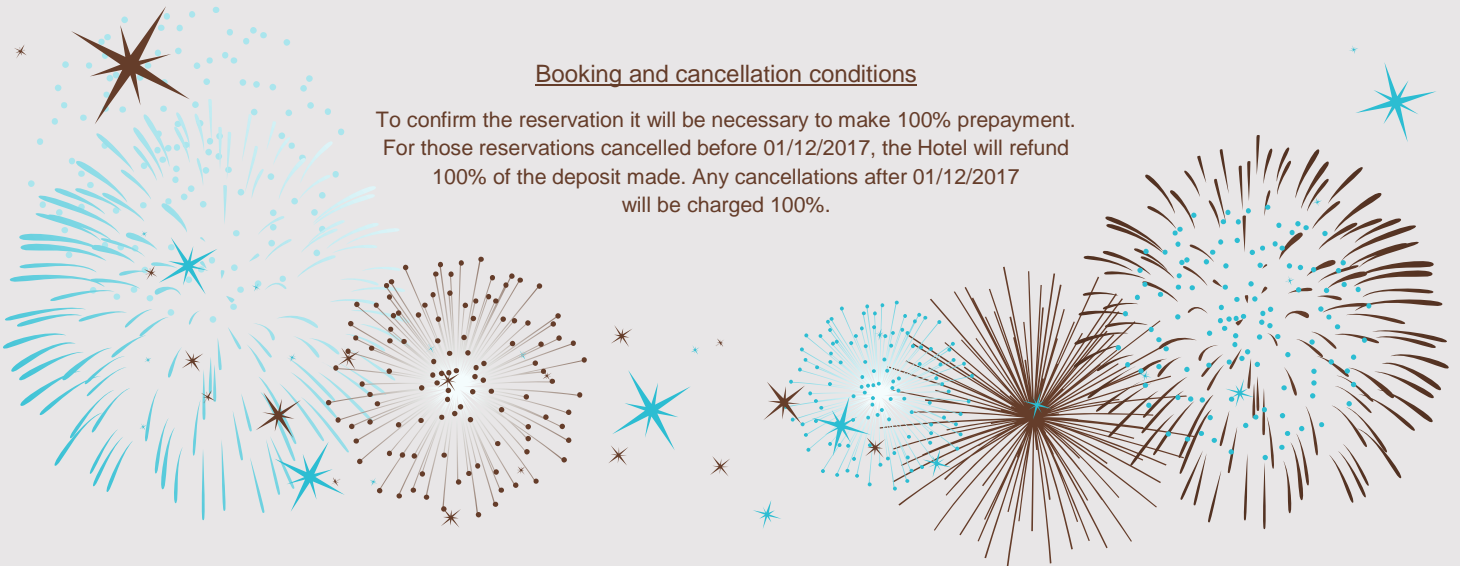 Booking and cancellation conditions
To confirm the reservation it will be necessary to make 100% prepayment.
For those reservations cancelled before 01/12/2017, the Hotel will refund
100% of the deposit made. Any cancellations after 01/12/2017
will be charged 100%.